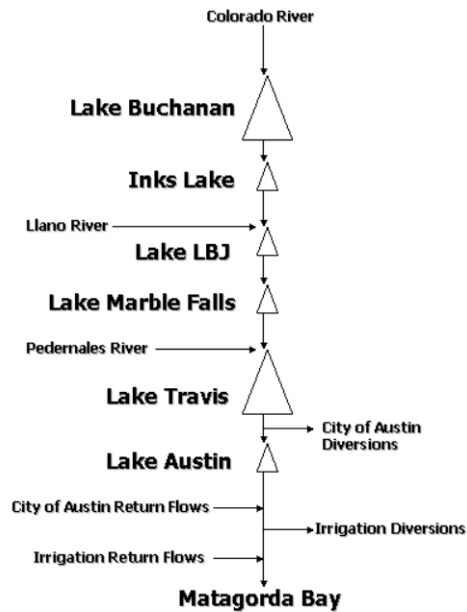 Colorado River
Lake Buchanan
Inks Lake
Llano River
Lake LBJ
Lake Marble Falls
Pedernales River
Lake Travis
City of Austin
Diversions
Lake Austin
City of Austin Return Flows
Irrigation Diversions
Irrigation Return Flows
Matagorda Bay